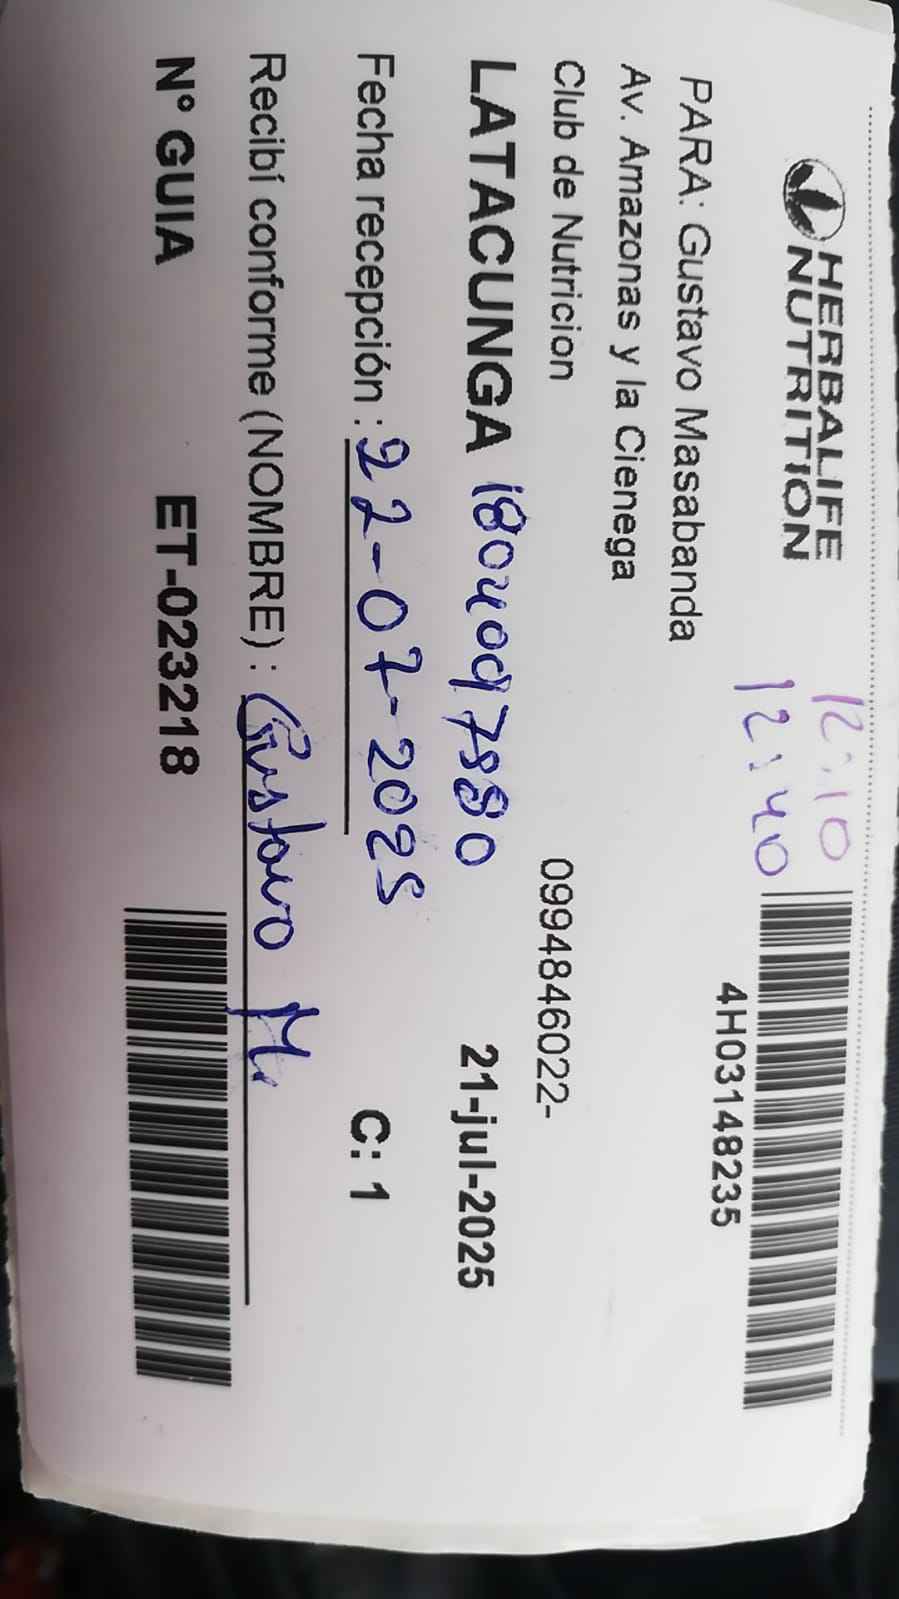 HERBALIFE
NUTRITION
12:10
12:40
4H03148235
PARA: Gustavo Masabanda
Av. Amazonas y la Cienega
Club de Nutricion 0994846022-
LATACUNGA 1804097880 21-jul-2025
Fecha recepción : 22-07-2025 C: 1
Recibí conforme (NOMBRE) : Gustavo M.
N° GUIA ET-023218